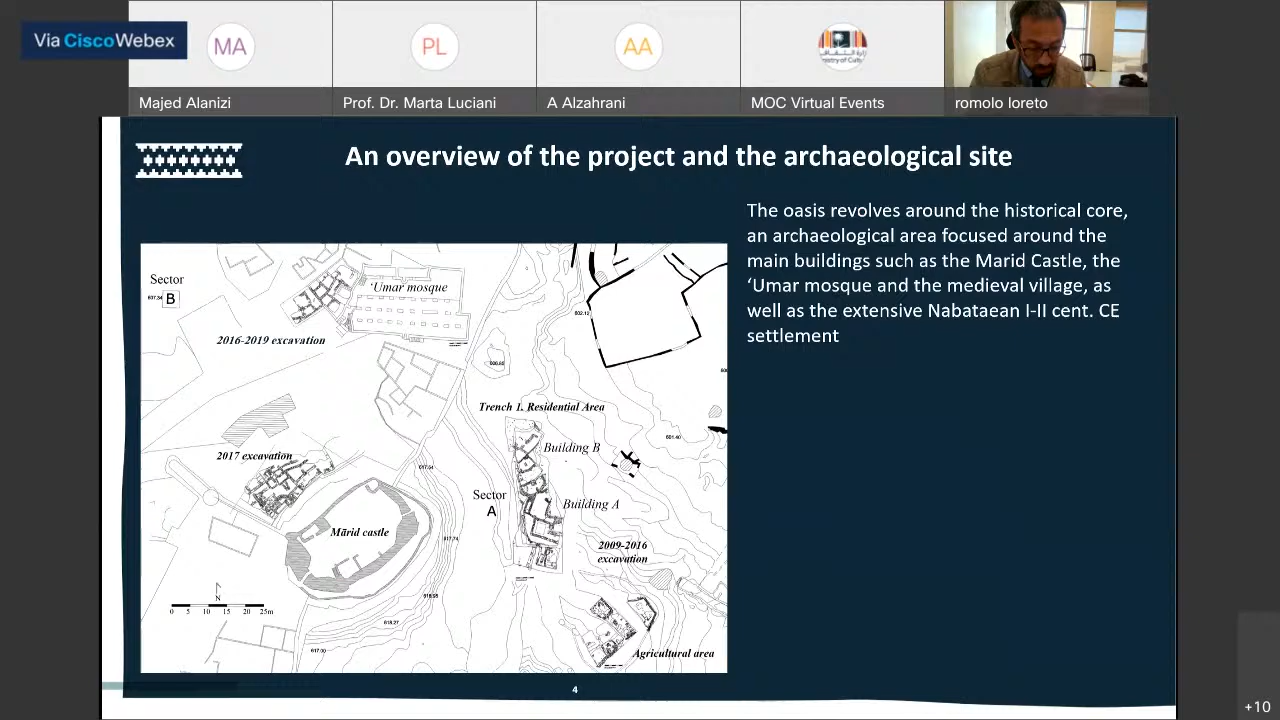 Via Cisco Webex
MA
PL
AA
Majed Alanizi
Prof. Dr. Marta Luciani
A Alzahrani
MOC Virtual Events
romolo loreto
An overview of the project and the archaeological site
The oasis revolves around the historical core,
an archaeological area focused around the
main buildings such as the Marid Castle, the
‘Umar mosque and the medieval village, as
well as the extensive Nabataean I-II cent. CE
settlement
Sector
B
‘Umar mosque
2016-2019 excavation
Trench 1. Residential Area
Building B
2017 excavation
Sector
A
Building A
Mārid castle
2009-2016
excavation
N
0 5 10 15 20 25m
617.00
Agricultural area
4
+10